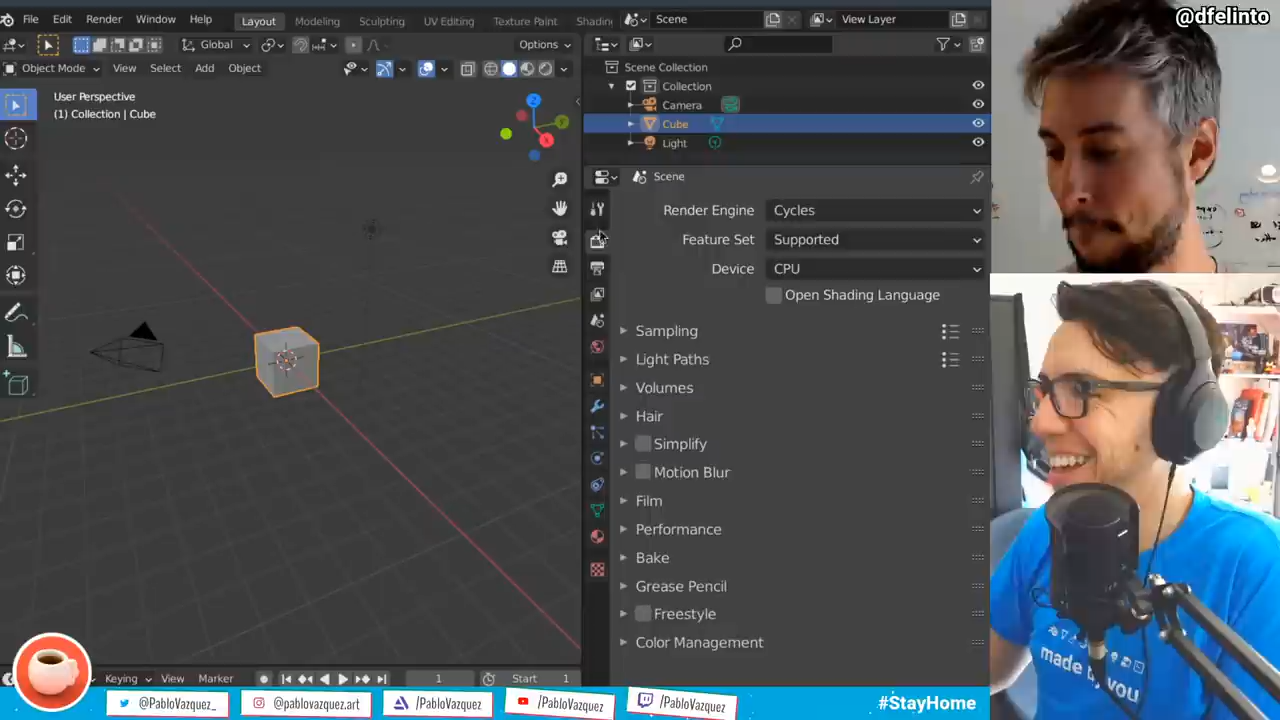 @dfelinto
File Edit Render Window Help Layout Modeling Sculpting UV Editing Texture Paint Shading
Scene View Layer
Global Options
Object Mode View Select Add Object
User Perspective
(1) Collection | Cube
Z
Y
X
Scene Collection
Collection
Camera
Cube
Light
Scene
Render Engine Cycles
Feature Set Supported
Device CPU
Open Shading Language
Sampling
Light Paths
Volumes
Hair
Simplify
Motion Blur
Film
Performance
Bake
Grease Pencil
Freestyle
Color Management
Keying View Marker 1 Start 1
made by
you
@PabloVazquez_ @pablovazquez.art /PabloVazquez /PabloVazquez /PabloVazquez #StayHome